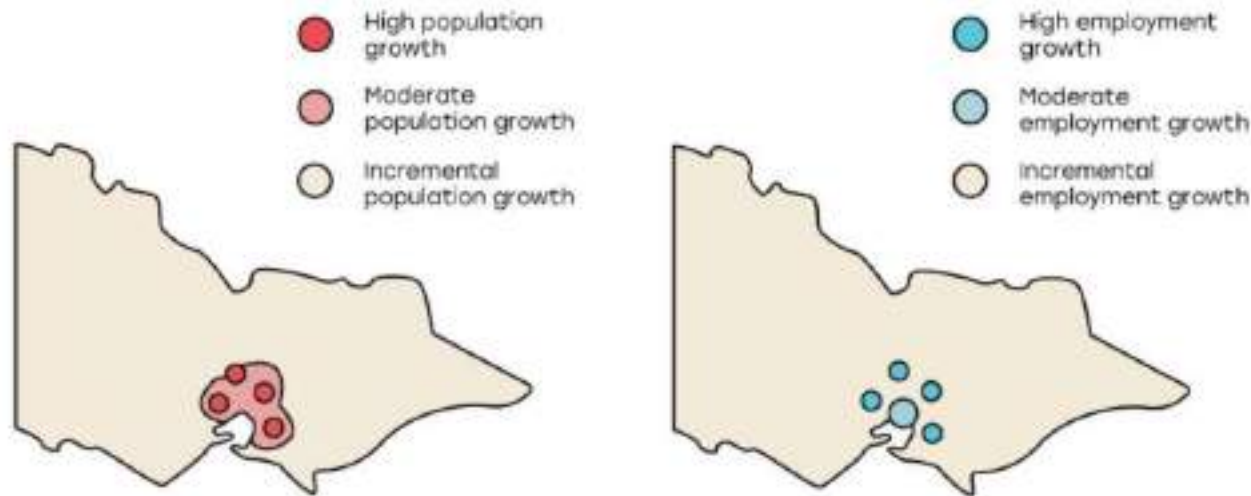 High population
growth
Moderate
population growth
Incremental
population growth
High employment
growth
Moderate
employment growth
Incremental
employment growth